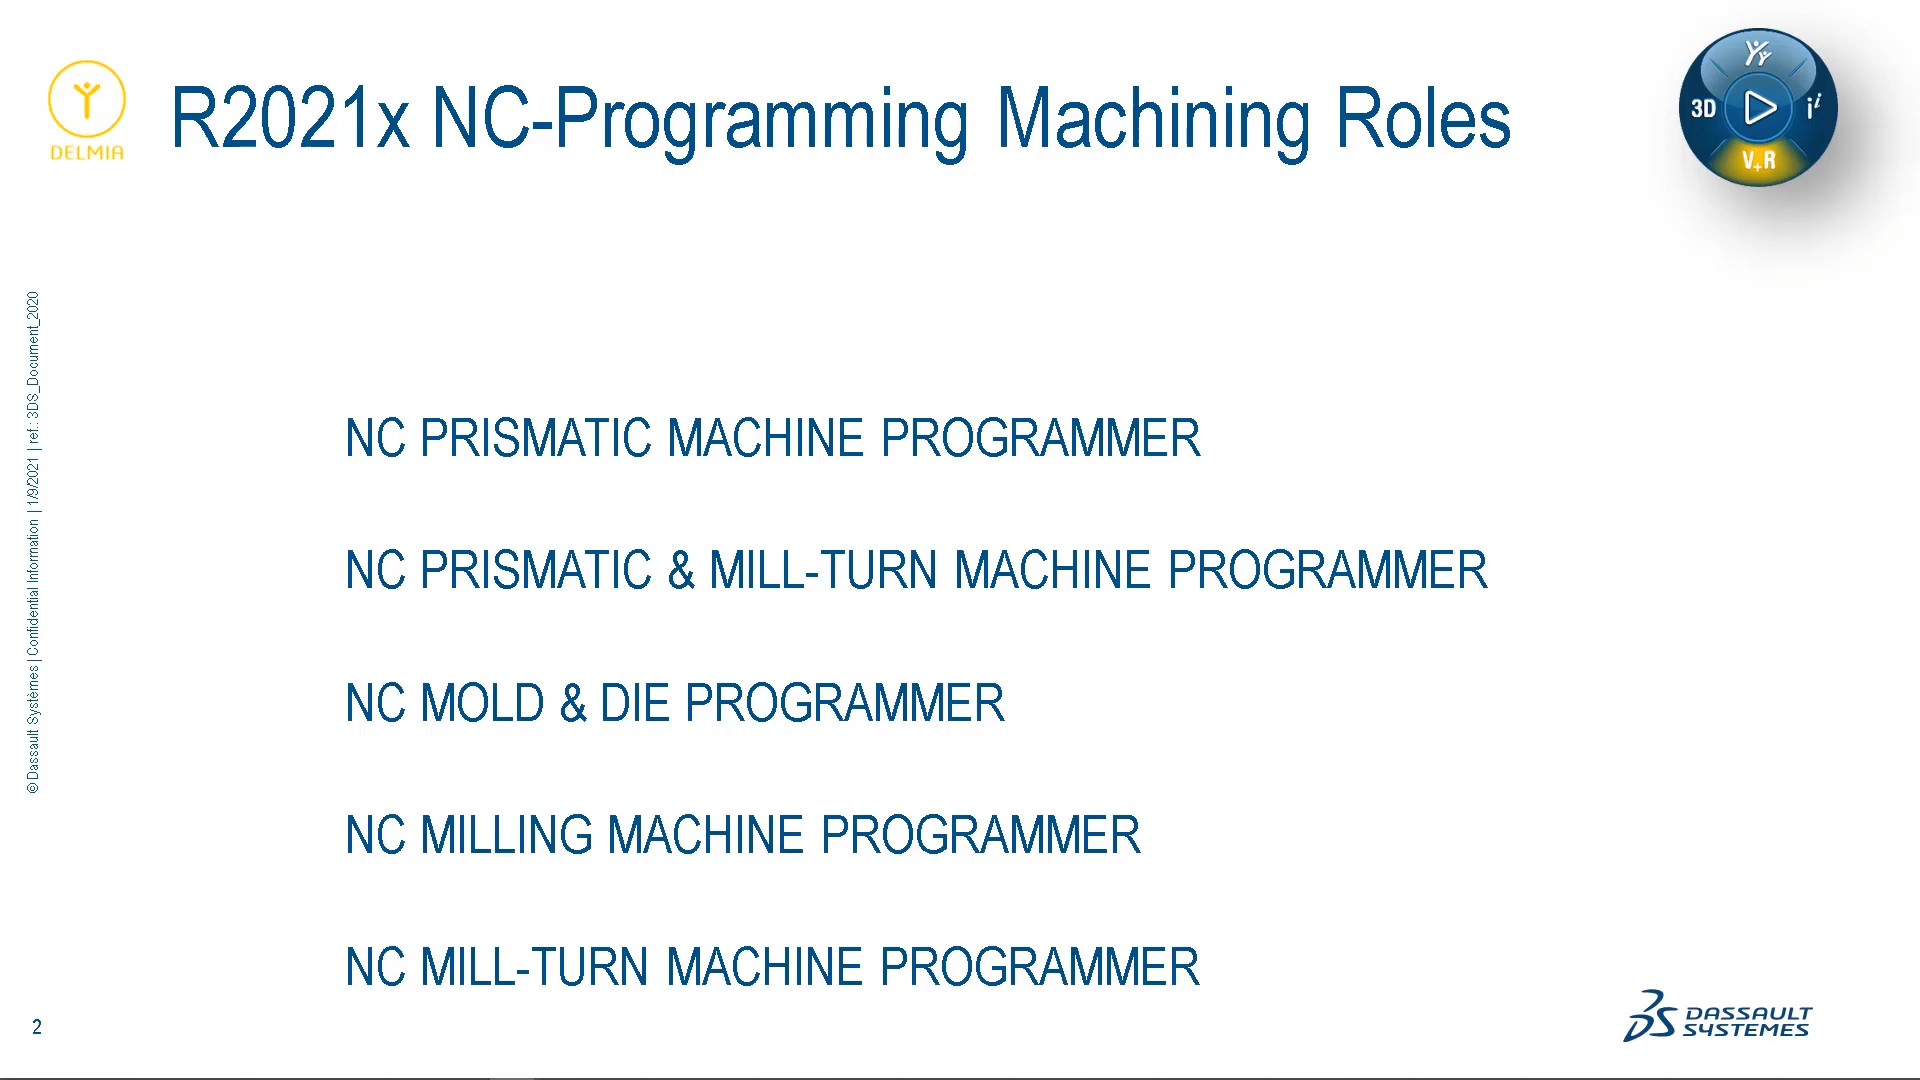 DELMIA
R2021x NC-Programming Machining Roles
3D
V+R
© Dassault Systèmes | Confidential Information | 1/9/2021 | ref.: 3DS_Document_2020
NC PRISMATIC MACHINE PROGRAMMER
NC PRISMATIC & MILL-TURN MACHINE PROGRAMMER
NC MOLD & DIE PROGRAMMER
NC MILLING MACHINE PROGRAMMER
NC MILL-TURN MACHINE PROGRAMMER
2
DASSAULT
SYSTEMES